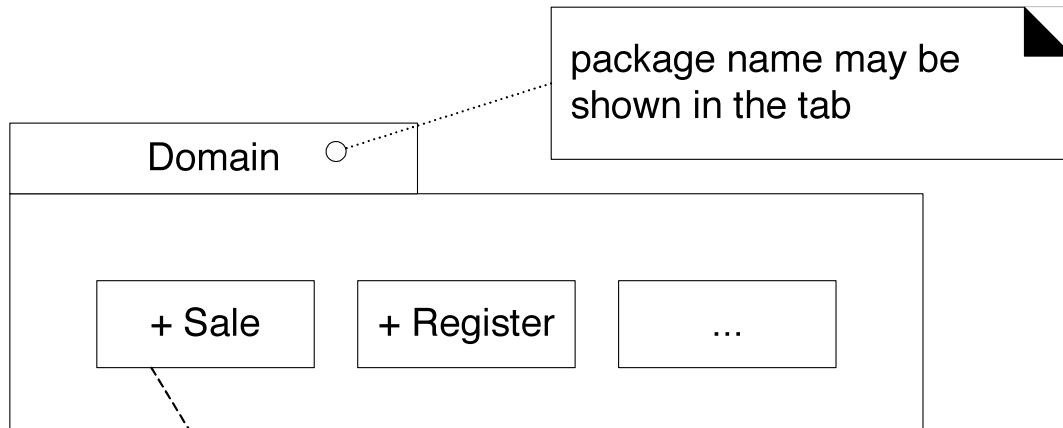 package name may be
shown in the tab
Domain
+ Sale
+ Register
...